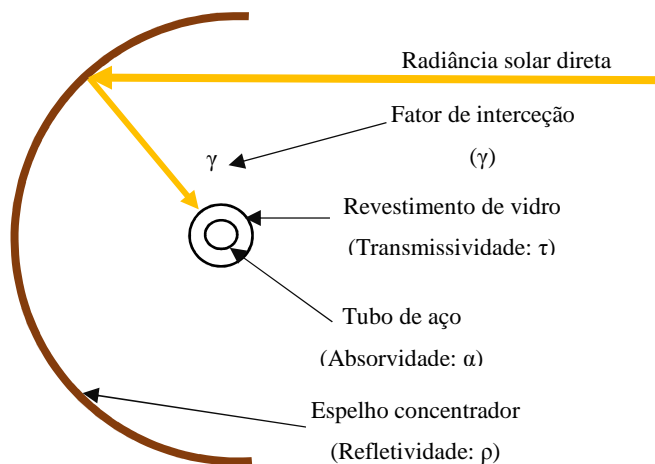 Radiância solar direta
Fator de interceção
(γ)
γ
Revestimento de vidro
(Transmissividade: τ)
Tubo de aço
(Absorvidade: α)
Espelho concentrador
(Refletividade: ρ)